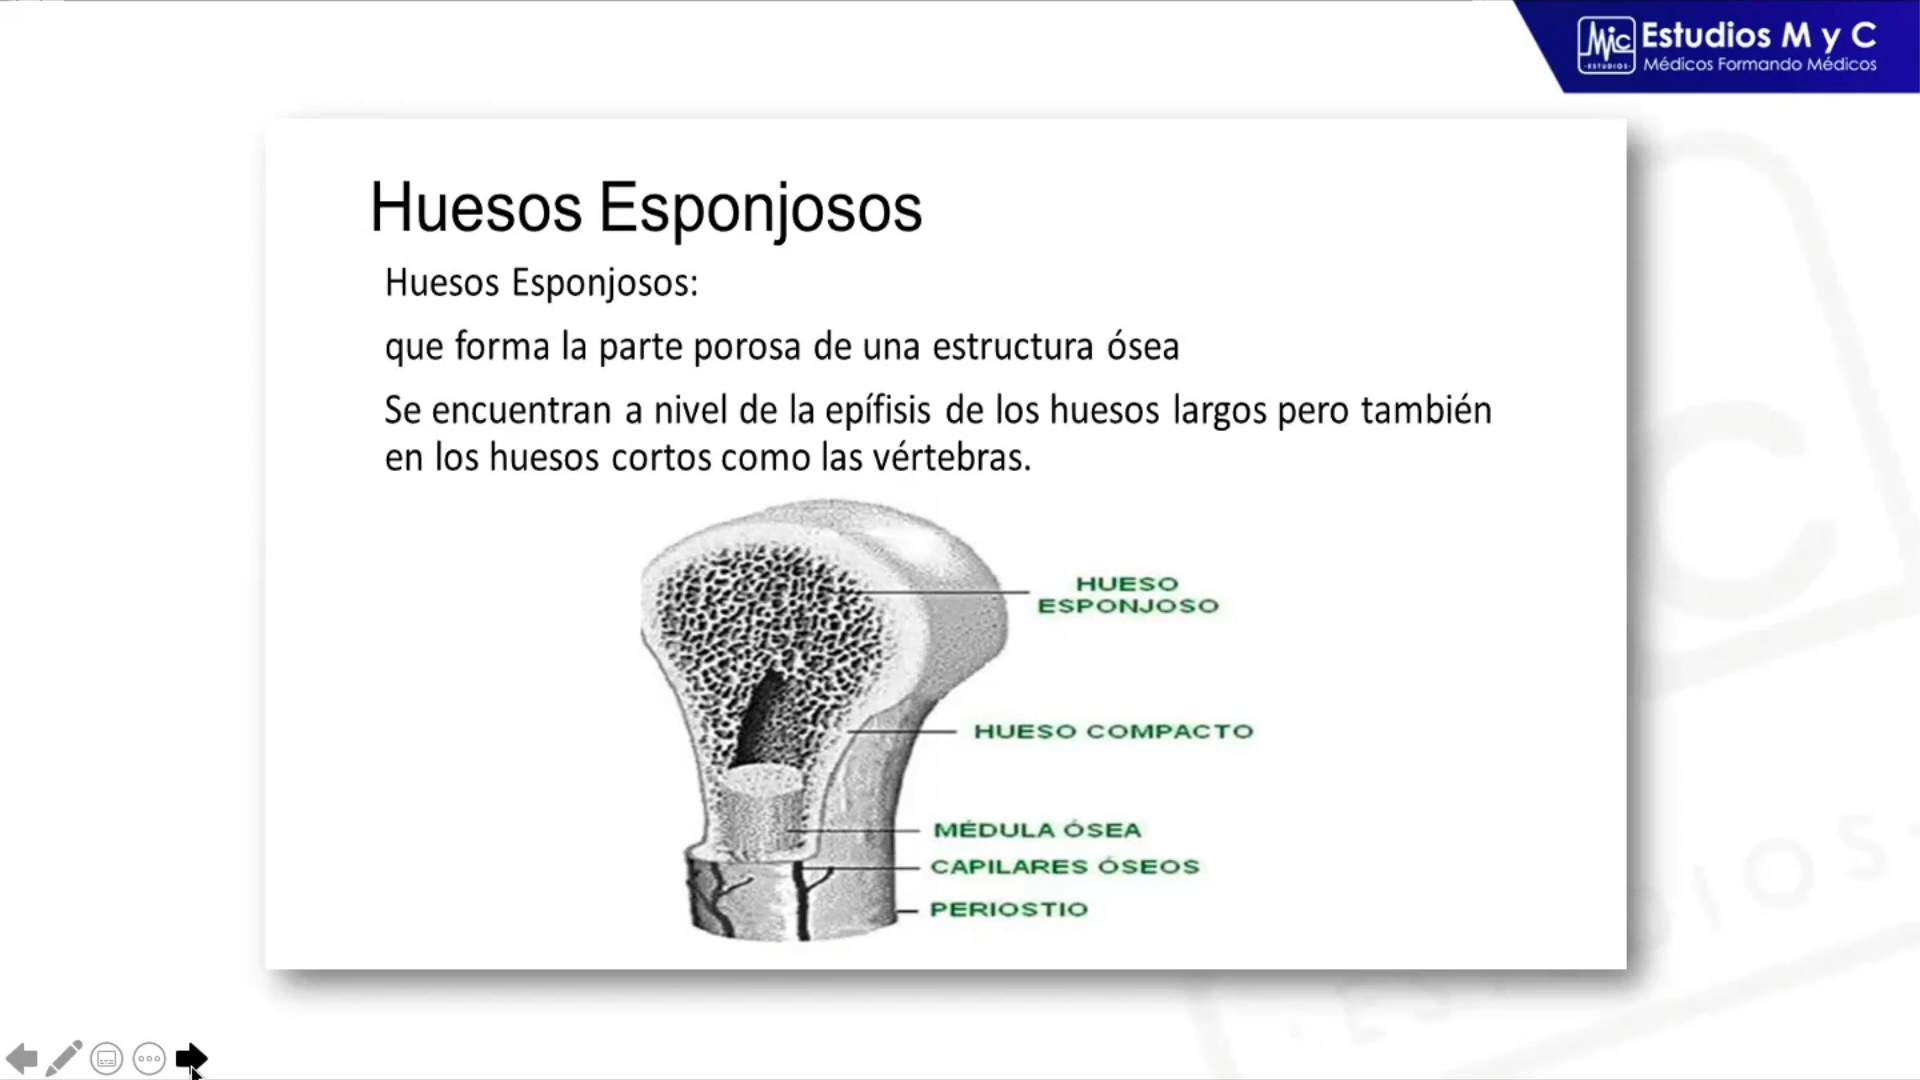 Estudios M y C
Médicos Formando Médicos
MyC
·ESTUDIOS·
Huesos Esponjosos
Huesos Esponjosos:
que forma la parte porosa de una estructura ósea
Se encuentran a nivel de la epífisis de los huesos largos pero también
en los huesos cortos como las vértebras.
HUESO
ESPONJOSO
HUESO COMPACTO
MÉDULA ÓSEA
CAPILARES ÓSEOS
PERIOSTIO